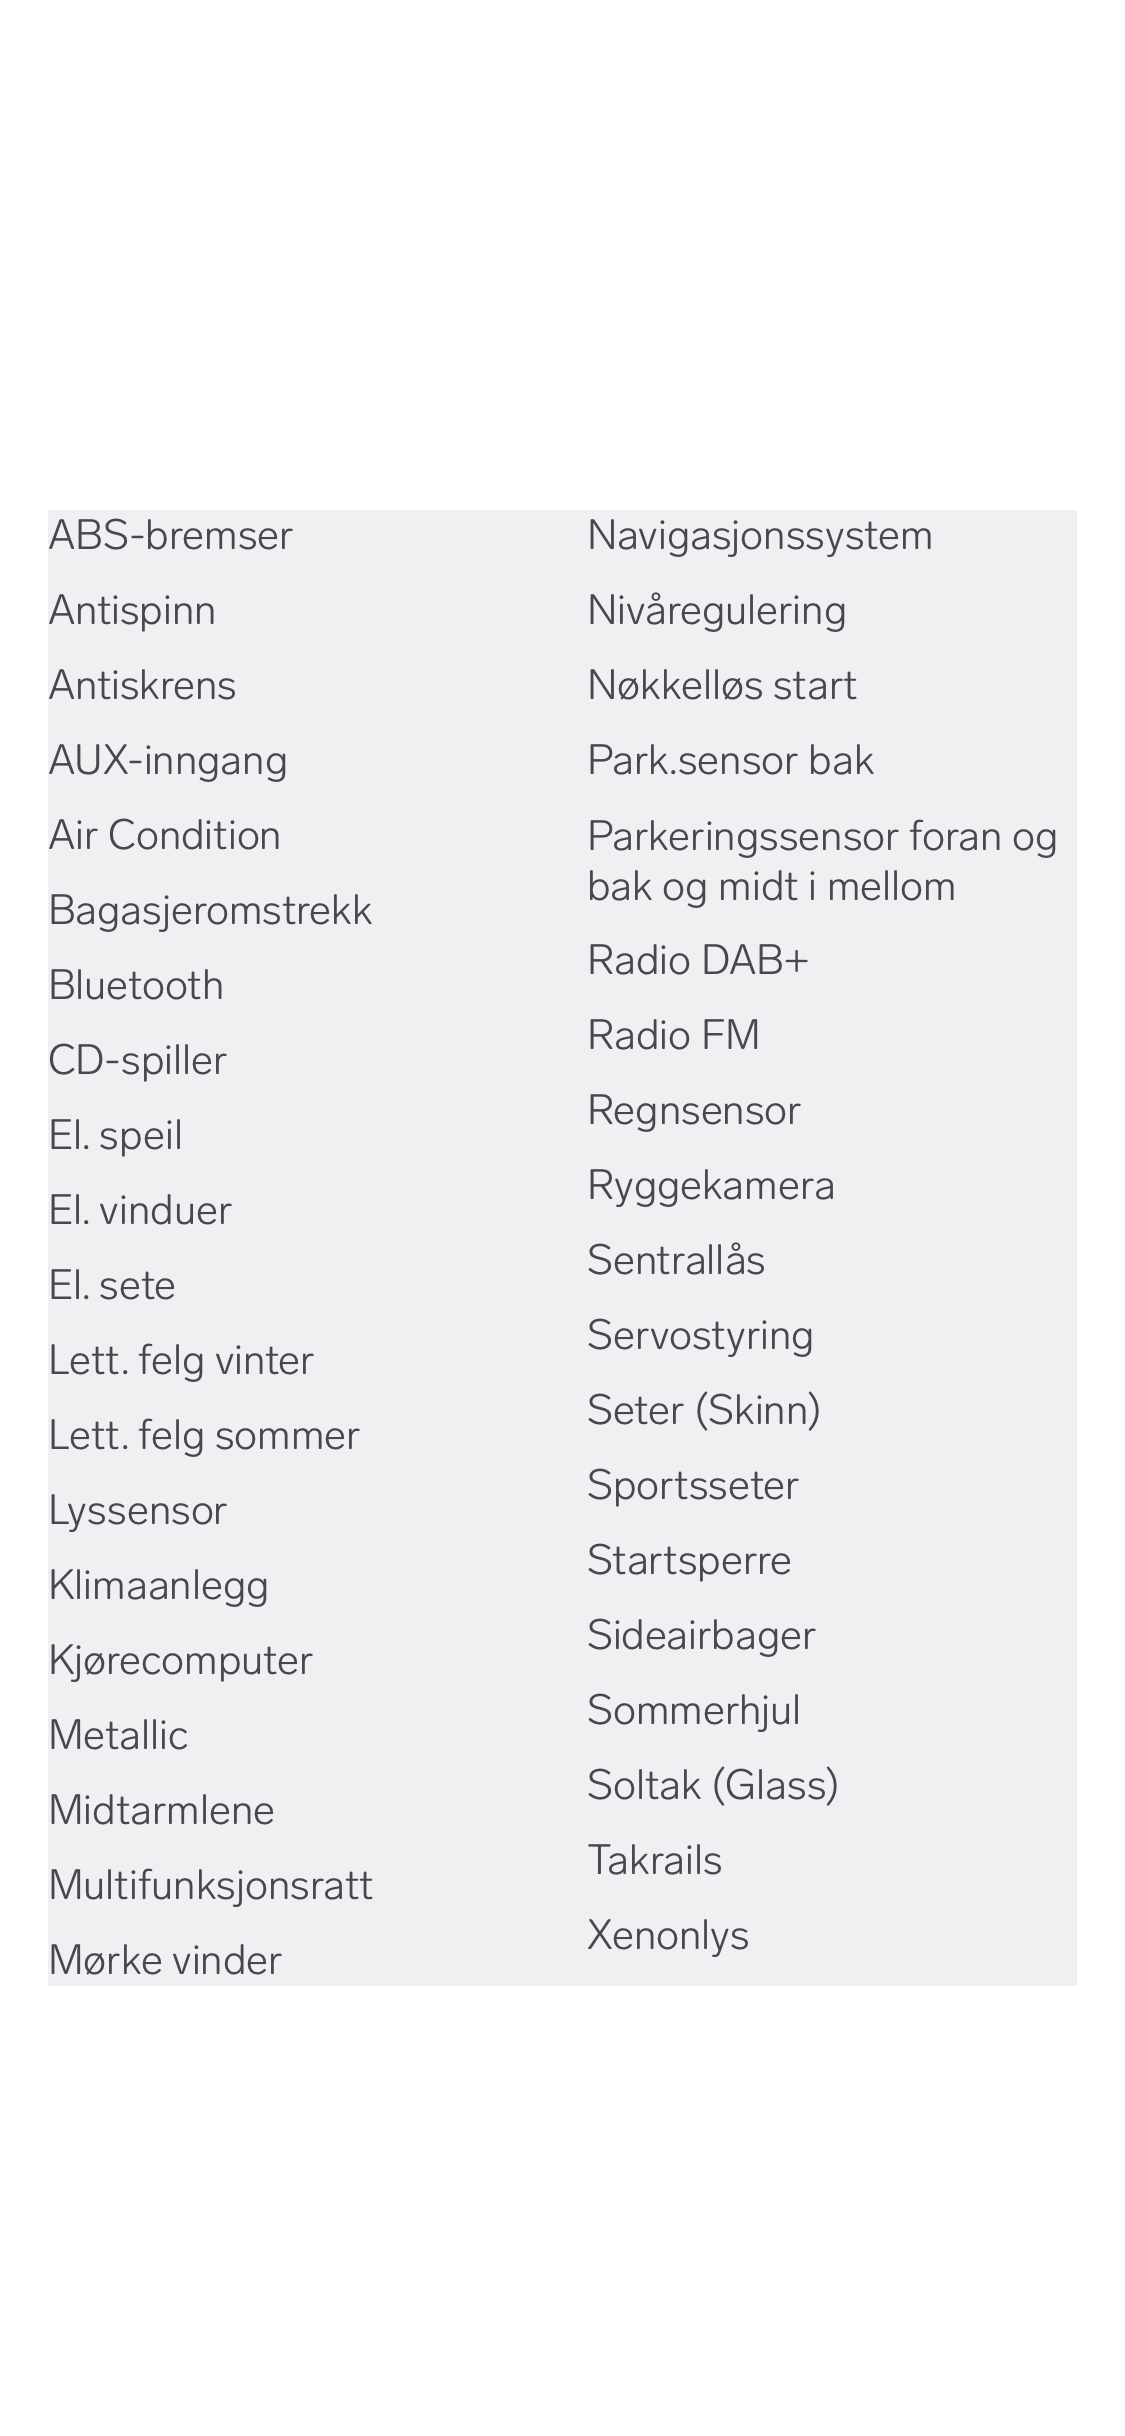 ABS-bremser
Antispinn
Antiskrens
AUX-inngang
Air Condition
Bagasjeromstrekk
Bluetooth
CD-spiller
El. speil
El. vinduer
El. sete
Lett. felg vinter
Lett. felg sommer
Lyssensor
Klimaanlegg
Kjørecomputer
Metallic
Midtarmlene
Multifunksjonsratt
Mørke vinder
Navigasjonssystem
Nivåregulering
Nøkkelløs start
Park.sensor bak
Parkeringssensor foran og
bak og midt i mellom
Radio DAB+
Radio FM
Regnsensor
Ryggekamera
Sentrallås
Servostyring
Seter (Skinn)
Sportsseter
Startsperre
Sideairbager
Sommerhjul
Soltak (Glass)
Takrails
Xenonlys